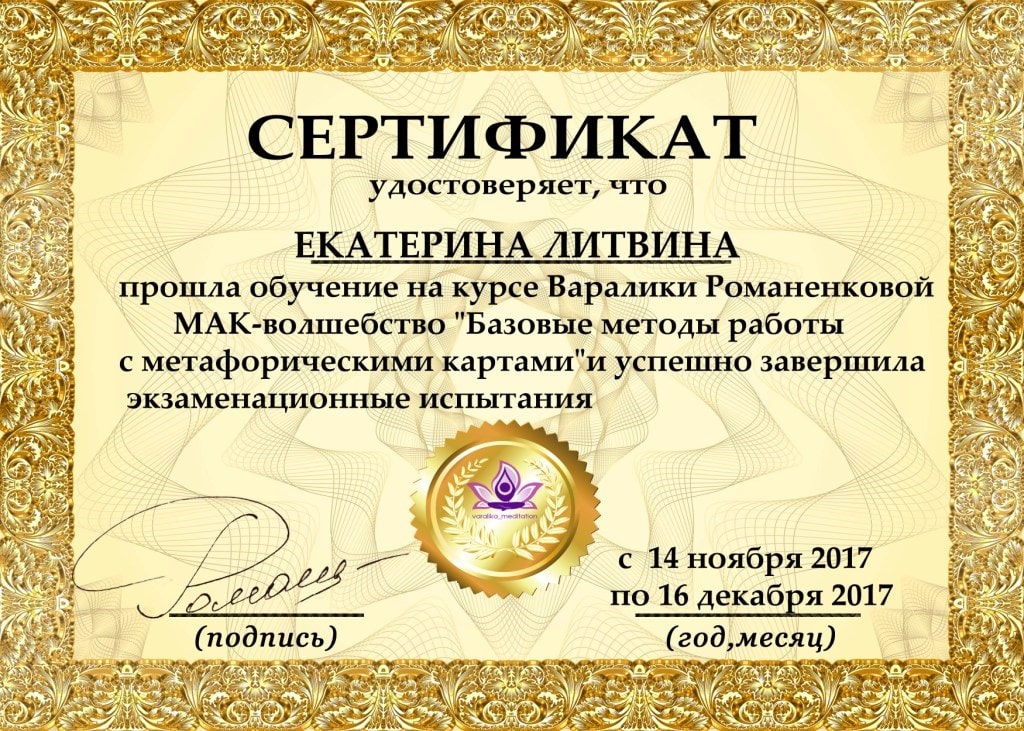 СЕРТИФИКАТ
удостоверяет, что
ЕКАТЕРИНА ЛИТВИНА
прошла обучение на курсе Варалики Романенковой
МАК-волшебство "Базовые методы работы
с метафорическими картами"и успешно завершила
экзаменационные испытания
varalika_meditation
Романен
с 14 ноября 2017
по 16 декабря 2017
(подпись)
(год,месяц)